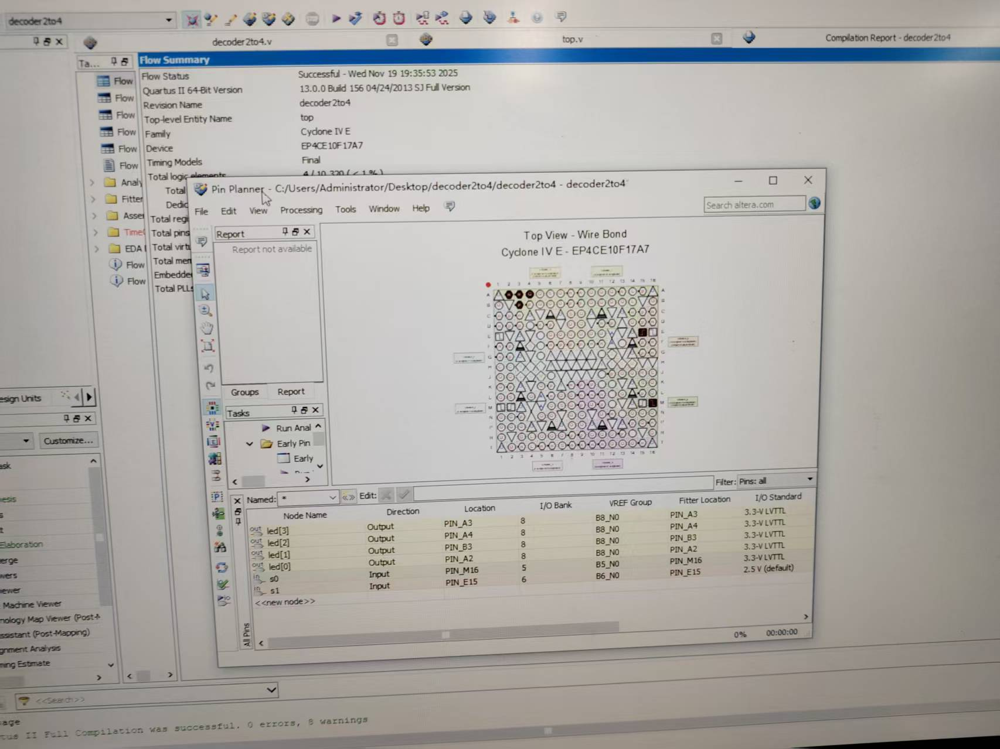 decoder2to4
decoder2to4.v
top.v
Compilation Report - decoder2to4
Ta...
Flow Summary
Flow
Flow
Flow
Flow
Flow
Flow
Analy
Fitter
Asse
Time
EDA
Flow
Flow
Flow Status Successful - Wed Nov 19 19:35:53 2025
Quartus II 64-Bit Version 13.0.0 Build 156 04/24/2013 SJ Full Version
Revision Name decoder2to4
Top-level Entity Name top
Family Cyclone IV E
Device EP4CE10F17A7
Timing Models Final
Total logic elements 4 / 10,320 ( < 1 % )
Total
Dedic
Total regi
Total pins
Total virtu
Total mem
Embedde
Total PLLs
Pin Planner - C:/Users/Administrator/Desktop/decoder2to4/decoder2to4 - decoder2to4
File Edit View Processing Tools Window Help
Search altera.com
Report
Report not available
Groups Report
Tasks
Run Anal
Early Pin
Early
Top View - Wire Bond
Cyclone IV E - EP4CE10F17A7
Named: *
Edit:
Filter: Pins: all
Node Name Direction Location I/O Bank VREF Group Fitter Location I/O Standard
out led[3] Output PIN_A3 8 B8_N0 PIN_A3 3.3-V LVTTL
out led[2] Output PIN_A4 8 B8_N0 PIN_A4 3.3-V LVTTL
out led[1] Output PIN_B3 8 B8_N0 PIN_B3 3.3-V LVTTL
out led[0] Output PIN_A2 8 B8_N0 PIN_A2 3.3-V LVTTL
in s0 Input PIN_M16 5 B5_N0 PIN_M16 3.3-V LVTTL
in s1 Input PIN_E15 6 B6_N0 PIN_E15 2.5 V (default)
<<new node>>
All Pins
0% 00:00:00
esign Units
Customize...
ask
esis
s
lt
Elaboration
erge
wers
iewer
Machine Viewer
nology Map Viewer (Post-
ssistant (Post-Mapping)
gnment Analysis
ming Estimate
<<Search>>
age
tus II Full Compilation was successful. 0 errors, 8 warnings